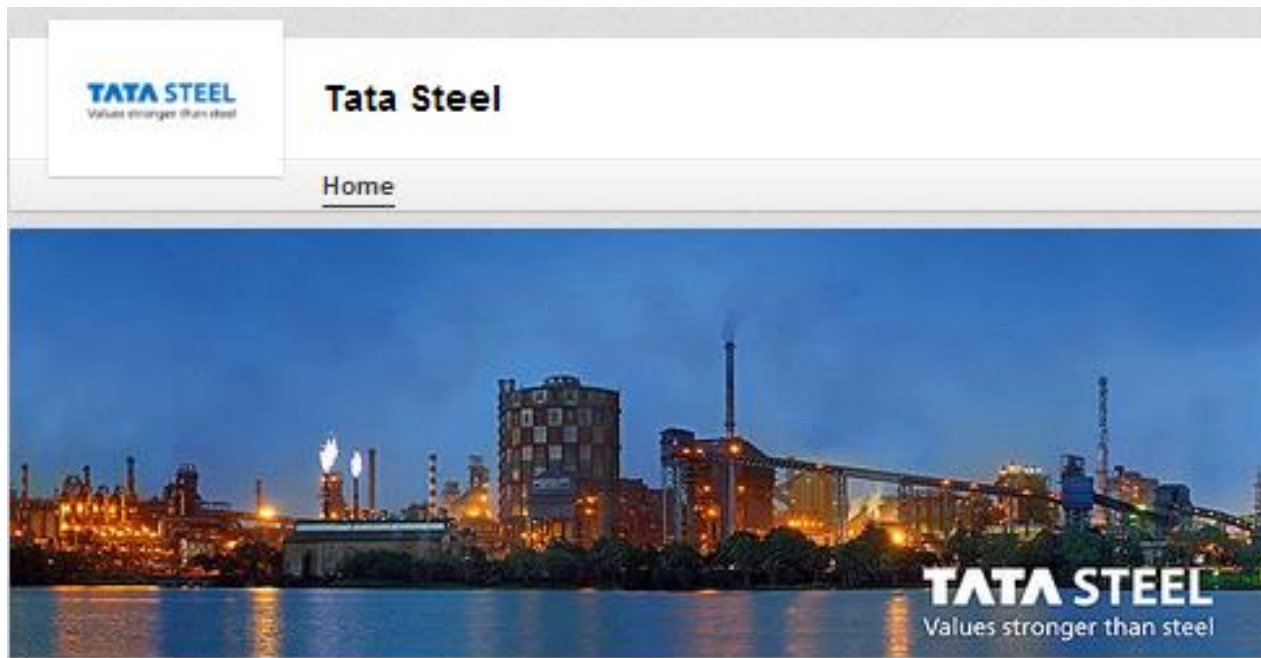 TATA STEEL
Values stronger than steel
Tata Steel
Home
TATA STEEL
Values stronger than steel